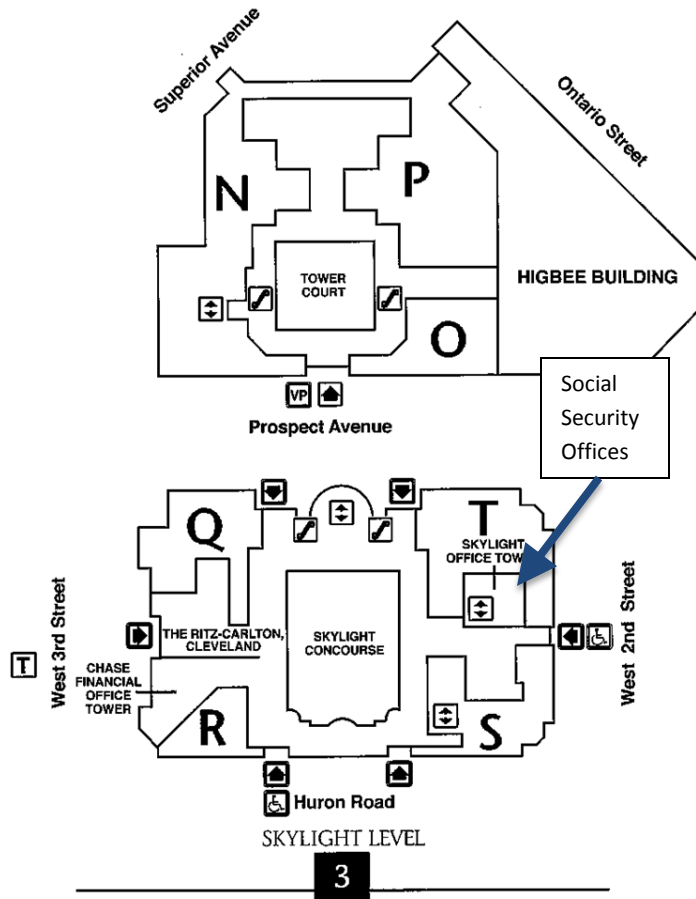 Superior Avenue
Ontario Street
N
P
TOWER
COURT
HIGBEE BUILDING
O
VP
Prospect Avenue
Social
Security
Offices
Q
T
SKYLIGHT
OFFICE TOW
West 3rd Street
T
THE RITZ-CARLTON,
CLEVELAND
SKYLIGHT
CONCOURSE
West 2nd Street
CHASE
FINANCIAL
OFFICE
TOWER
R
S
Huron Road
SKYLIGHT LEVEL
3